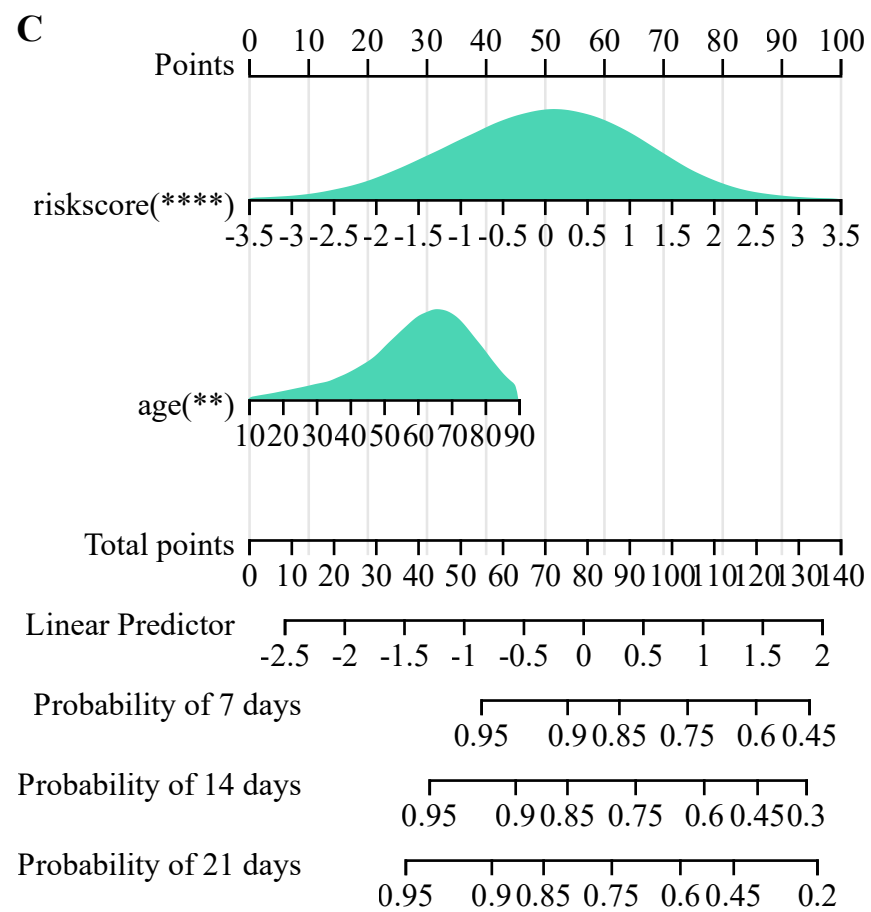 C
0 10 20 30 40 50 60 70 80 90 100
Points
riskscore(****)
-3.5 -3 -2.5 -2 -1.5 -1 -0.5 0 0.5 1 1.5 2 2.5 3 3.5
age(**)
10 20 30 40 50 60 70 80 90
Total points
0 10 20 30 40 50 60 70 80 90 100 110 120 130 140
Linear Predictor
-2.5 -2 -1.5 -1 -0.5 0 0.5 1 1.5 2
Probability of 7 days
0.95 0.9 0.85 0.75 0.6 0.45
Probability of 14 days
0.95 0.9 0.85 0.75 0.6 0.45 0.3
Probability of 21 days
0.95 0.9 0.85 0.75 0.6 0.45 0.2